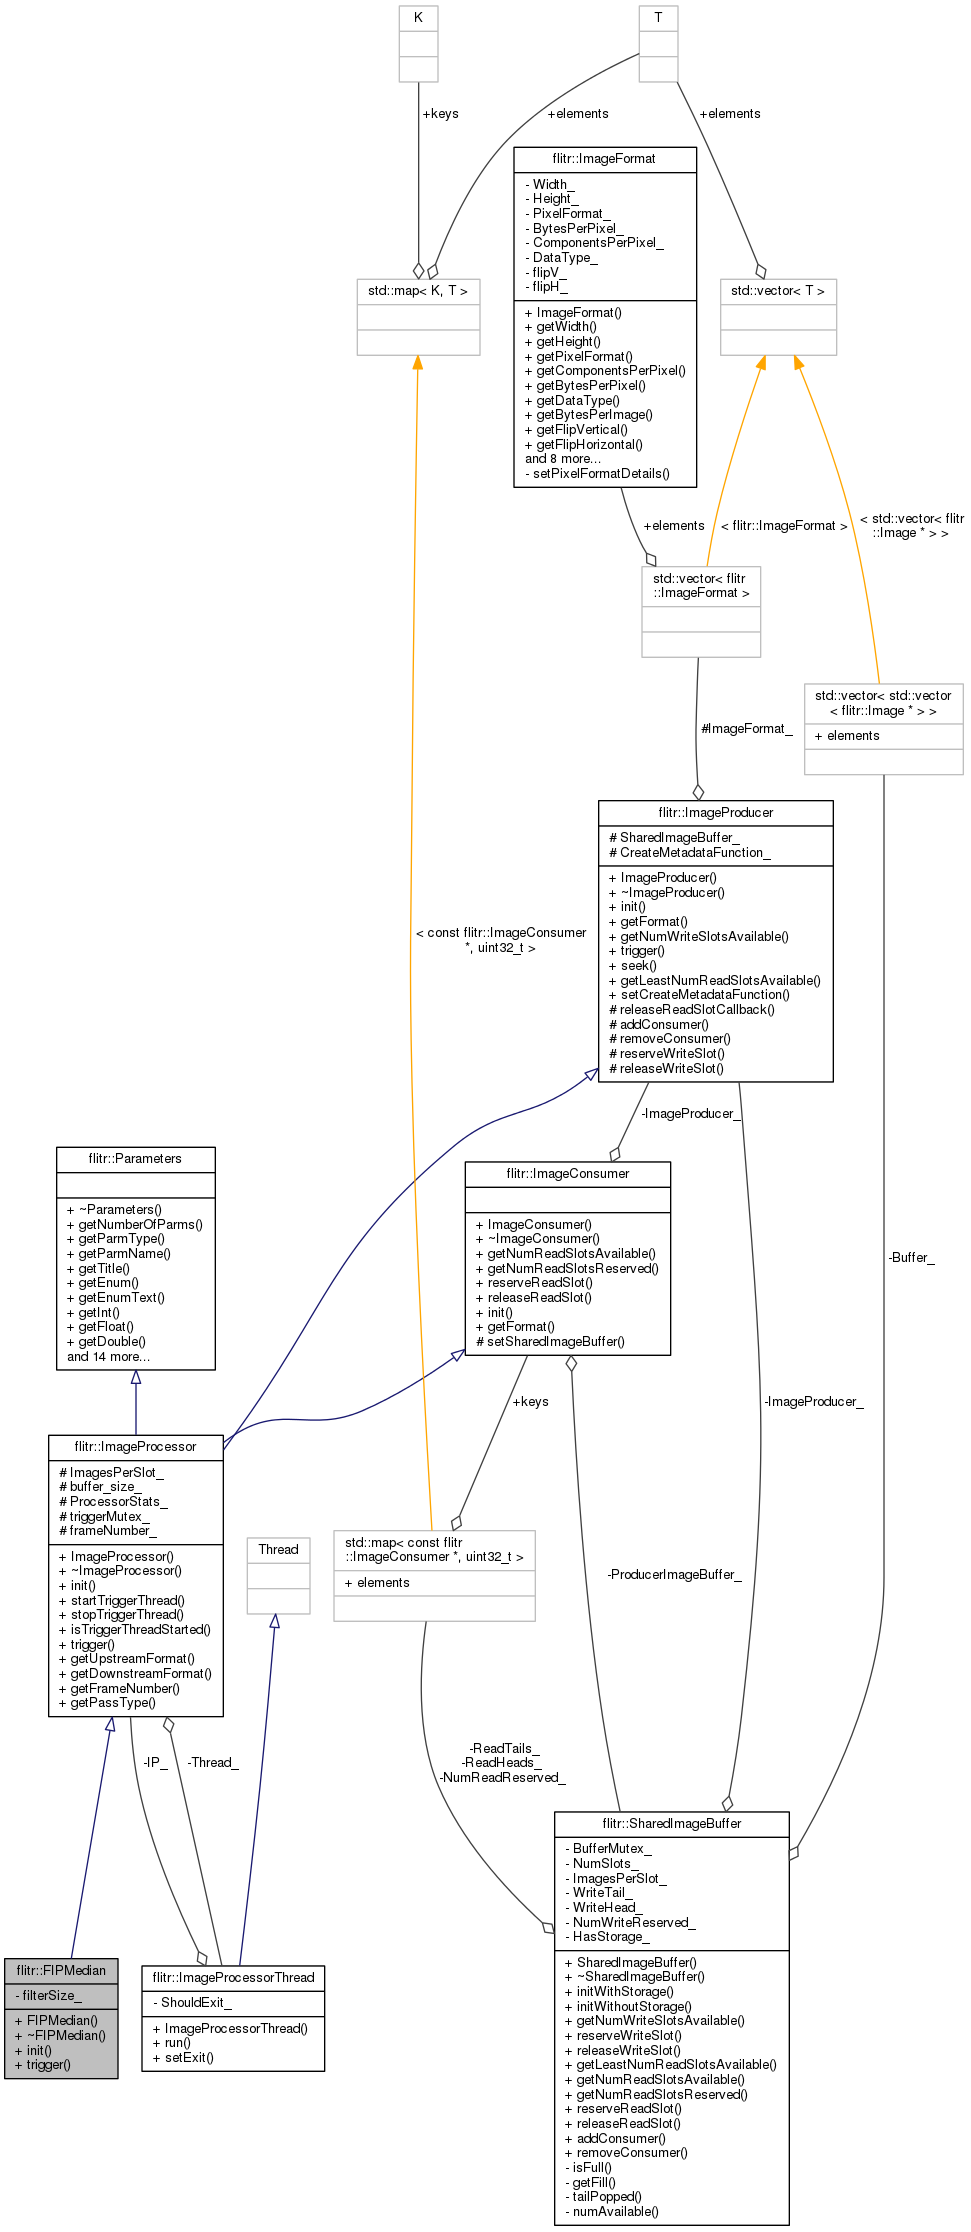 K
T
+keys
+elements
+elements
flitr::ImageFormat
- Width_
- Height_
- PixelFormat_
- BytesPerPixel_
- ComponentsPerPixel_
- DataType_
- flipV_
- flipH_
+ ImageFormat()
+ getWidth()
+ getHeight()
+ getPixelFormat()
+ getComponentsPerPixel()
+ getBytesPerPixel()
+ getDataType()
+ getBytesPerImage()
+ getFlipVertical()
+ getFlipHorizontal()
and 8 more...
- setPixelFormatDetails()
std::map< K, T >
std::vector< T >
+elements
< flitr::ImageFormat >
< std::vector< flitr
::Image * > >
std::vector< flitr
::ImageFormat >
std::vector< std::vector
< flitr::Image * > >
+ elements
#ImageFormat_
flitr::ImageProducer
# SharedImageBuffer_
# CreateMetadataFunction_
+ ImageProducer()
+ ~ImageProducer()
+ init()
+ getFormat()
+ getNumWriteSlotsAvailable()
+ trigger()
+ seek()
+ getLeastNumReadSlotsAvailable()
+ setCreateMetadataFunction()
# releaseReadSlotCallback()
# addConsumer()
# removeConsumer()
# reserveWriteSlot()
# releaseWriteSlot()
< const flitr::ImageConsumer
*, uint32_t >
-ImageProducer_
flitr::Parameters
+ ~Parameters()
+ getNumberOfParms()
+ getParmType()
+ getParmName()
+ getTitle()
+ getEnum()
+ getEnumText()
+ getInt()
+ getFloat()
+ getDouble()
and 14 more...
flitr::ImageConsumer
+ ImageConsumer()
+ ~ImageConsumer()
+ getNumReadSlotsAvailable()
+ getNumReadSlotsReserved()
+ reserveReadSlot()
+ releaseReadSlot()
+ init()
+ getFormat()
# setSharedImageBuffer()
-Buffer_
+keys
-ImageProducer_
flitr::ImageProcessor
# ImagesPerSlot_
# buffer_size_
# ProcessorStats_
# triggerMutex_
# frameNumber_
+ ImageProcessor()
+ ~ImageProcessor()
+ init()
+ startTriggerThread()
+ stopTriggerThread()
+ isTriggerThreadStarted()
+ trigger()
+ getUpstreamFormat()
+ getDownstreamFormat()
+ getFrameNumber()
+ getPassType()
Thread
std::map< const flitr
::ImageConsumer *, uint32_t >
+ elements
-ProducerImageBuffer_
-IP_
-Thread_
-ReadTails_
-ReadHeads_
-NumReadReserved_
flitr::FIPMedian
- filterSize_
+ FIPMedian()
+ ~FIPMedian()
+ init()
+ trigger()
flitr::ImageProcessorThread
- ShouldExit_
+ ImageProcessorThread()
+ run()
+ setExit()
flitr::SharedImageBuffer
- BufferMutex_
- NumSlots_
- ImagesPerSlot_
- WriteTail_
- WriteHead_
- NumWriteReserved_
- HasStorage_
+ SharedImageBuffer()
+ ~SharedImageBuffer()
+ initWithStorage()
+ initWithoutStorage()
+ getNumWriteSlotsAvailable()
+ reserveWriteSlot()
+ releaseWriteSlot()
+ getLeastNumReadSlotsAvailable()
+ getNumReadSlotsAvailable()
+ getNumReadSlotsReserved()
+ reserveReadSlot()
+ releaseReadSlot()
+ addConsumer()
+ removeConsumer()
- isFull()
- getFill()
- tailPopped()
- numAvailable()